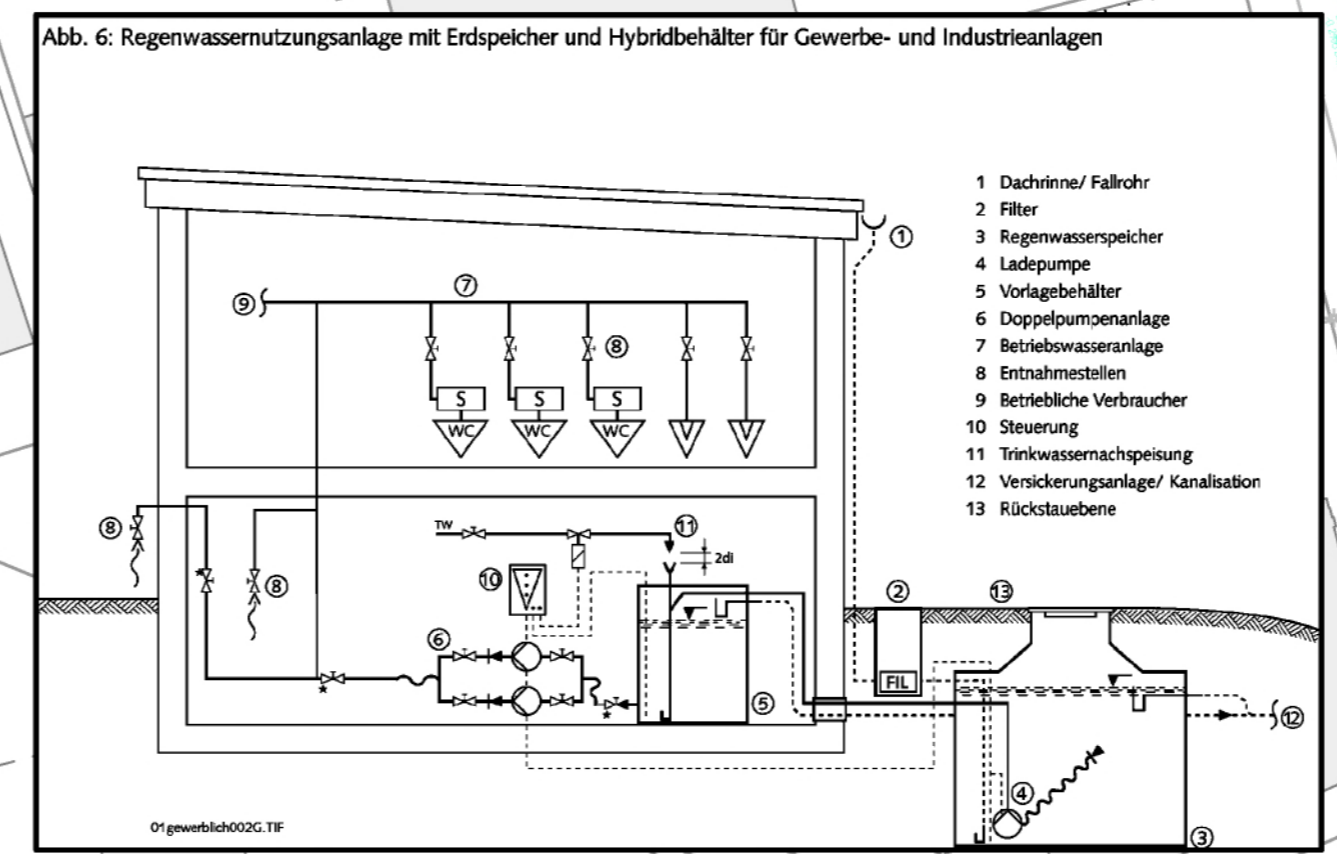 Abb. 6: Regenwassernutzungsanlage mit Erdspeicher und Hybridbehälter für Gewerbe- und Industrieanlagen
1 Dachrinne/ Fallrohr
2 Filter
3 Regenwasserspeicher
4 Ladepumpe
5 Vorlagebehälter
6 Doppelpumpenanlage
7 Betriebswasseranlage
8 Entnahmestellen
9 Betriebliche Verbraucher
10 Steuerung
11 Trinkwassernachspeisung
12 Versickerungsanlage/ Kanalisation
13 Rückstauebene
1
9
7
8
S S S
WC WC WC V V
8
TW
11
2di
10
8
2
13
6
FIL
5
12
4
3
01gewerblich002G.TIF